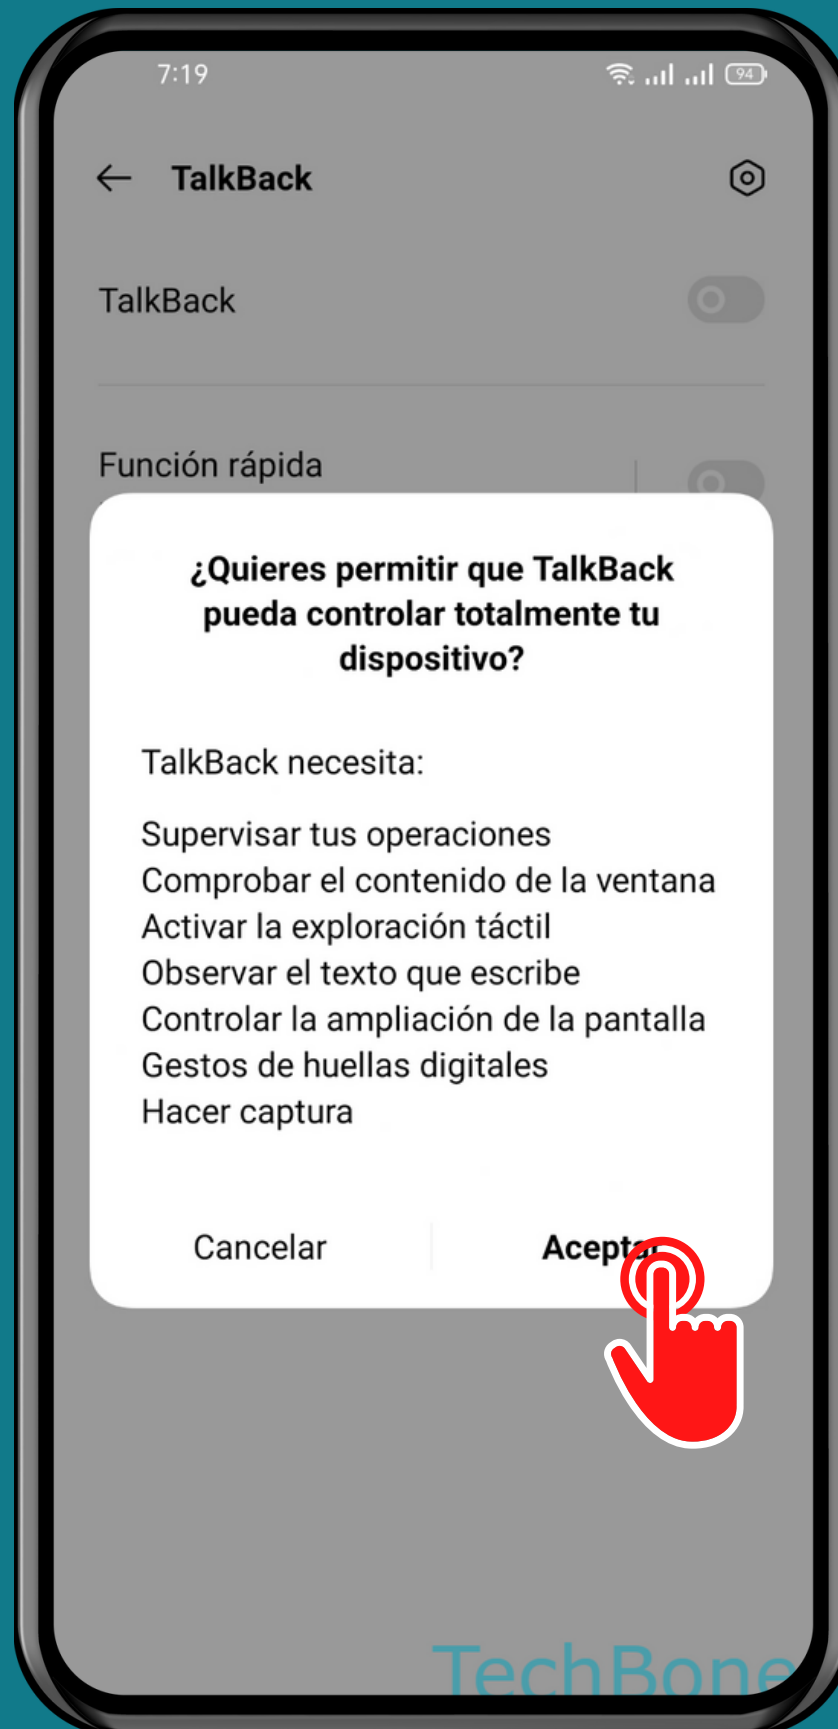 7:19
94
TalkBack
TalkBack
Función rápida
¿Quieres permitir que TalkBack
pueda controlar totalmente tu
dispositivo?
TalkBack necesita:
Supervisar tus operaciones
Comprobar el contenido de la ventana
Activar la exploración táctil
Observar el texto que escribe
Controlar la ampliación de la pantalla
Gestos de huellas digitales
Hacer captura
Cancelar
Aceptar
TechBone